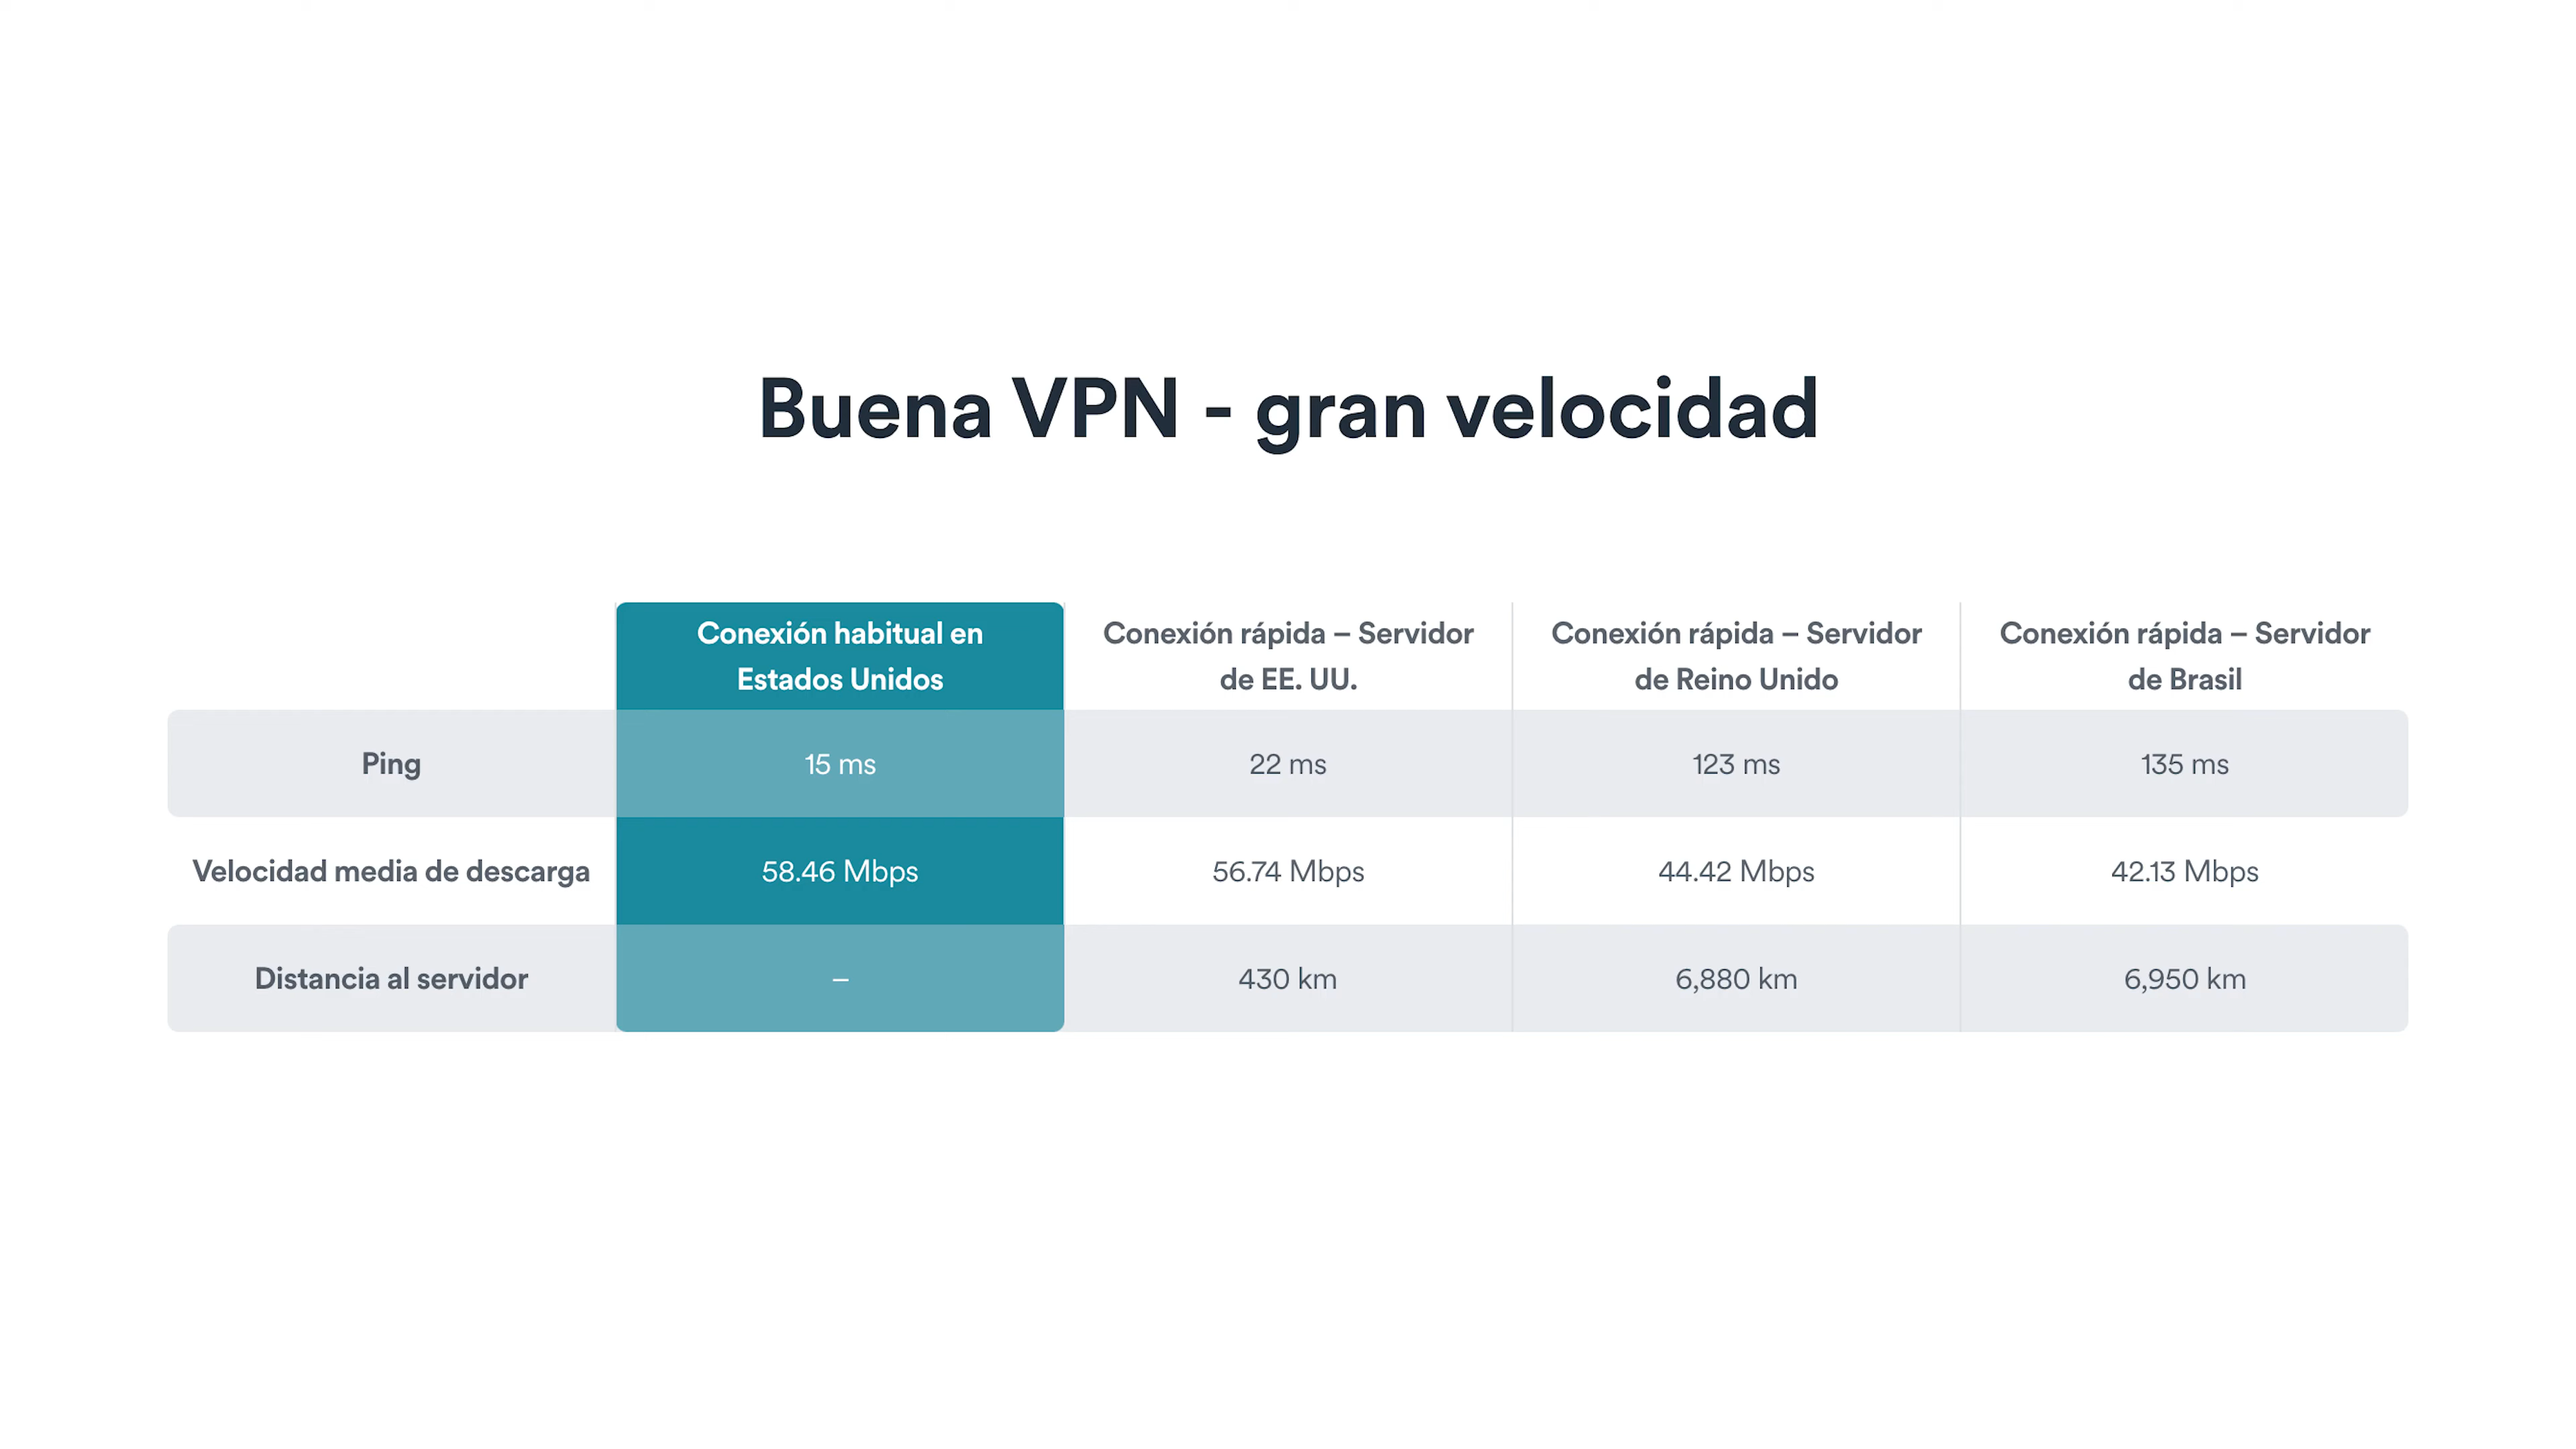 Buena VPN - gran velocidad
Conexión habitual en
Estados Unidos
Conexión rápida – Servidor
de EE. UU.
Conexión rápida – Servidor
de Reino Unido
Conexión rápida – Servidor
de Brasil
Ping 15 ms 22 ms 123 ms 135 ms
Velocidad media de descarga 58.46 Mbps 56.74 Mbps 44.42 Mbps 42.13 Mbps
Distancia al servidor – 430 km 6,880 km 6,950 km